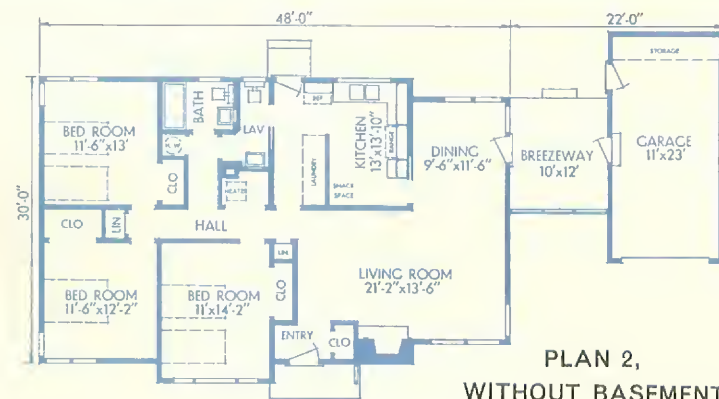 48'-0"
22'-0"
30'-0"
STORAGE
BED ROOM
11'-6"x13'
BATH
LAV
REF
KITCHEN
13'x13'-10"
RANGE
LAUNDRY
SNACK
SPACE
DINING
9'-6"x11'-6"
BREEZEWAY
10'x12'
GARAGE
11'x23'
CLO
HEATER
CLO
LIN
HALL
BED ROOM
11'-6"x12'-2"
BED ROOM
11'x14'-2"
LIN
CLO
LIVING ROOM
21'-2"x13'-6"
ENTRY
CLO
PLAN 2,
WITHOUT BASEMENT